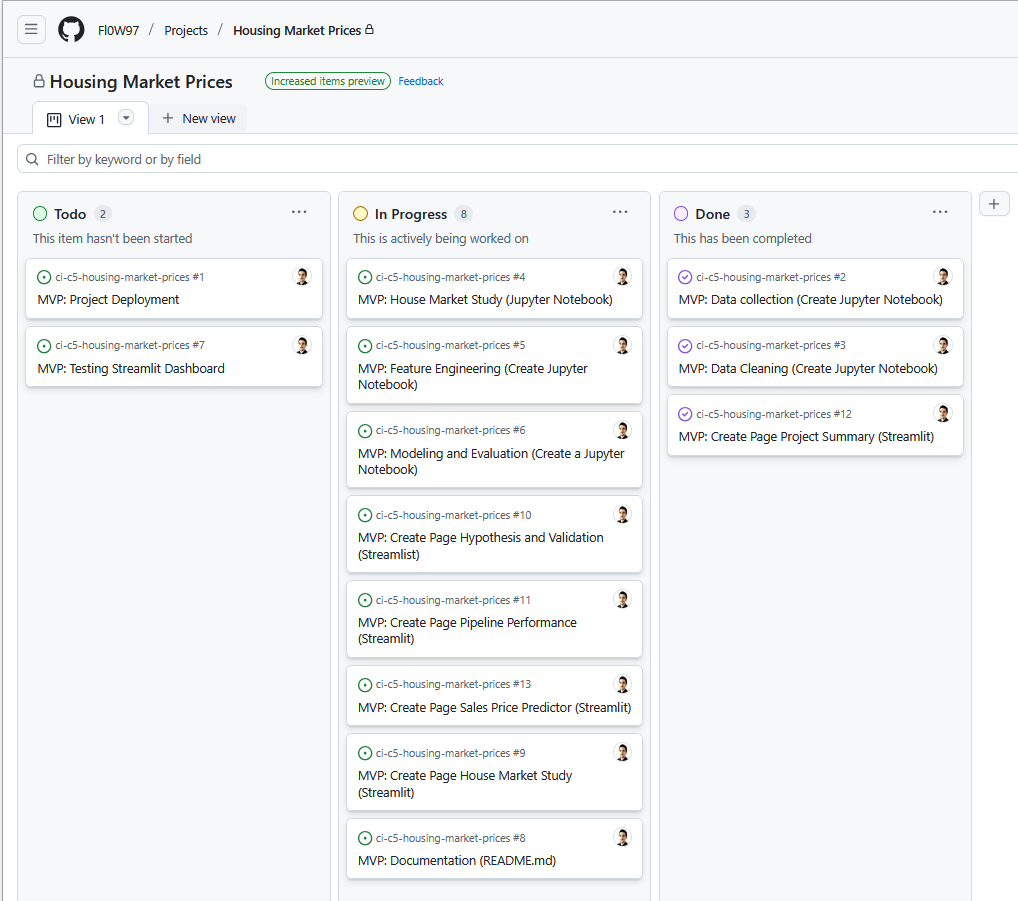 Fl0W97 / Projects / Housing Market Prices
Housing Market Prices
Increased items preview
Feedback
View 1
New view
Filter by keyword or by field
Todo 2
This item hasn't been started
ci-c5-housing-market-prices #1
MVP: Project Deployment
ci-c5-housing-market-prices #7
MVP: Testing Streamlit Dashboard
In Progress 8
This is actively being worked on
ci-c5-housing-market-prices #4
MVP: House Market Study (Jupyter Notebook)
ci-c5-housing-market-prices #5
MVP: Feature Engineering (Create Jupyter
Notebook)
ci-c5-housing-market-prices #6
MVP: Modeling and Evaluation (Create a Jupyter
Notebook)
ci-c5-housing-market-prices #10
MVP: Create Page Hypothesis and Validation
(Streamlist)
ci-c5-housing-market-prices #11
MVP: Create Page Pipeline Performance
(Streamlit)
ci-c5-housing-market-prices #13
MVP: Create Page Sales Price Predictor (Streamlit)
ci-c5-housing-market-prices #9
MVP: Create Page House Market Study
(Streamlit)
ci-c5-housing-market-prices #8
MVP: Documentation (README.md)
Done 3
This has been completed
ci-c5-housing-market-prices #2
MVP: Data collection (Create Jupyter Notebook)
ci-c5-housing-market-prices #3
MVP: Data Cleaning (Create Jupyter Notebook)
ci-c5-housing-market-prices #12
MVP: Create Page Project Summary (Streamlit)